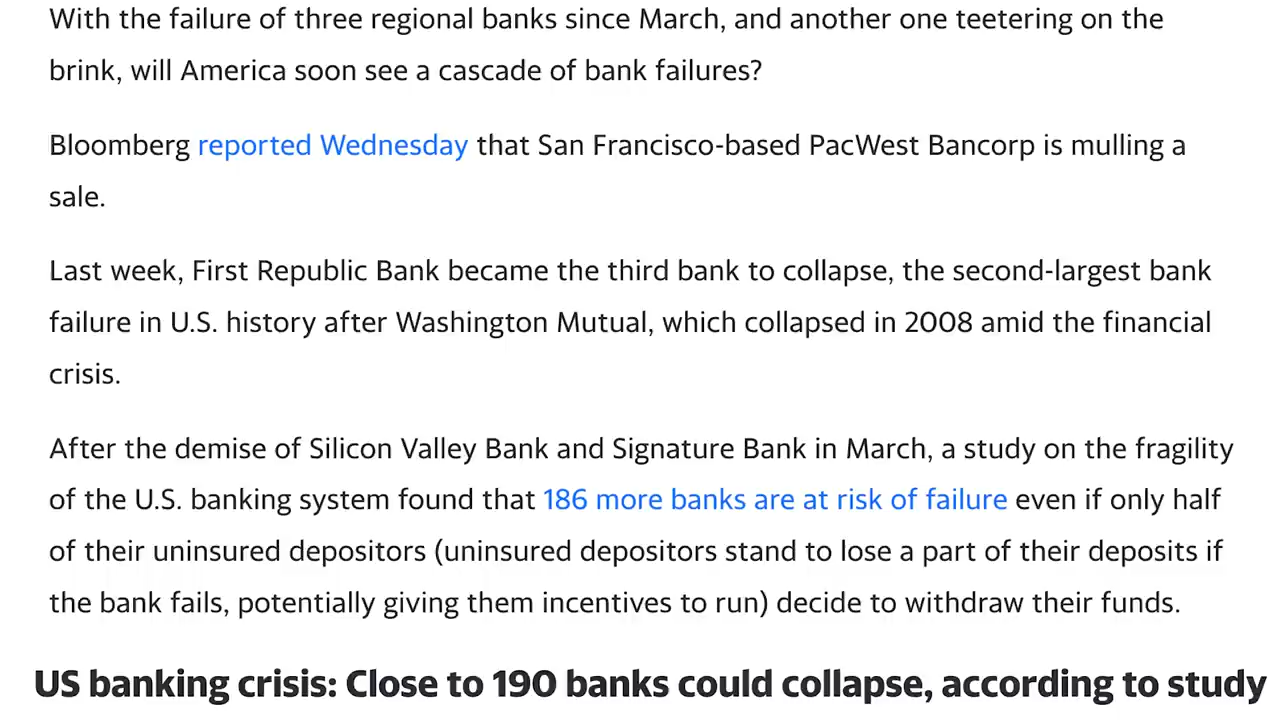 With the failure of three regional banks since March, and another one teetering on the
brink, will America soon see a cascade of bank failures?
Bloomberg reported Wednesday that San Francisco-based PacWest Bancorp is mulling a
sale.
Last week, First Republic Bank became the third bank to collapse, the second-largest bank
failure in U.S. history after Washington Mutual, which collapsed in 2008 amid the financial
crisis.
After the demise of Silicon Valley Bank and Signature Bank in March, a study on the fragility
of the U.S. banking system found that 186 more banks are at risk of failure even if only half
of their uninsured depositors (uninsured depositors stand to lose a part of their deposits if
the bank fails, potentially giving them incentives to run) decide to withdraw their funds.
US banking crisis: Close to 190 banks could collapse, according to study